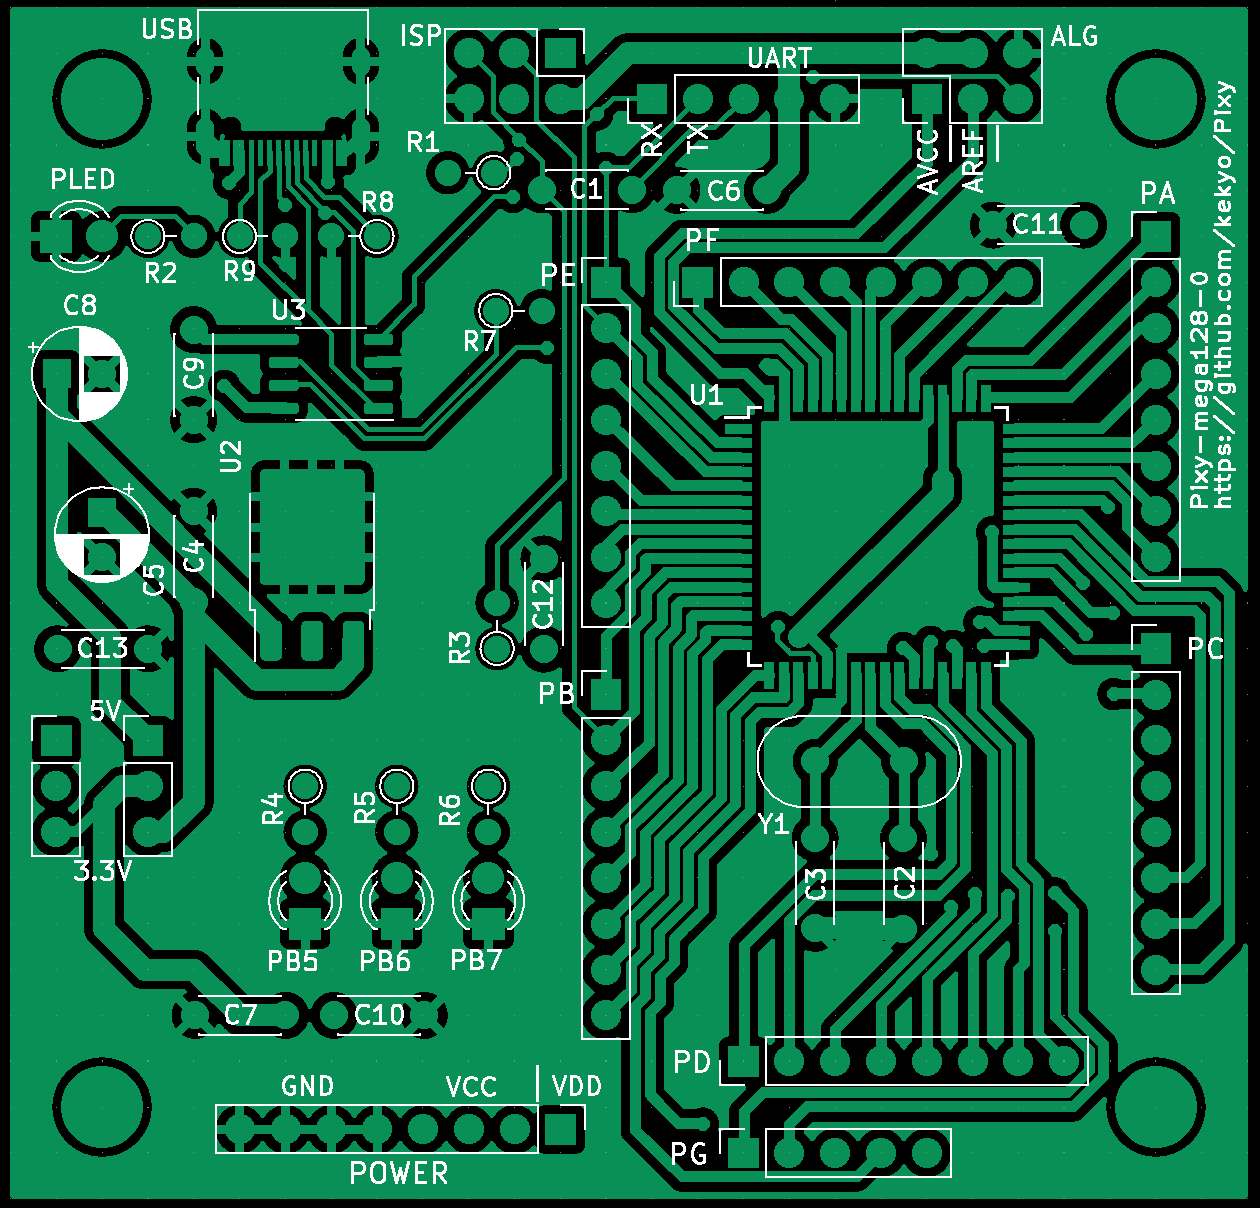 USB
ISP
ALG
UART
R1
RX
TX
AVCC
AREF
PLED
C1
C6
R8
PA
C11
R2
R9
PF
PE
C8
U3
R7
+
C9
U1
Pixy-mega128-0
https://github.com/kekyo/Pixy
U2
+
C4
C5
C12
C13
R3
PC
PB
5V
R4
R5
R6
Y1
3.3V
C3
C2
PB5
PB6
PB7
C7
C10
PD
GND
VCC
VDD
PG
POWER